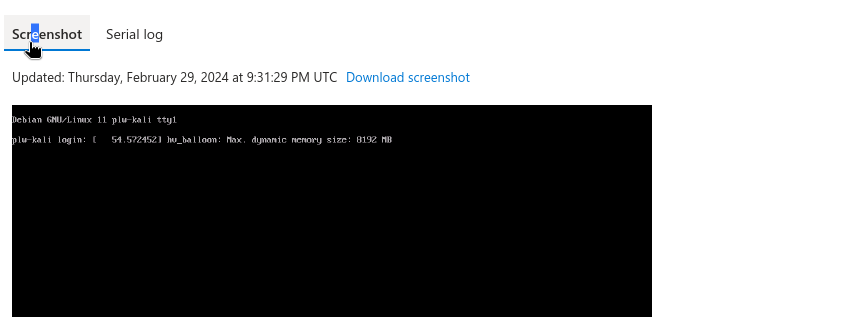 Screenshot Serial log
Updated: Thursday, February 29, 2024 at 9:31:29 PM UTC Download screenshot
Debian GNU/Linux 11 plw-kali tty1
plw-kali login: [   54.572452] hv_balloon: Max. dynamic memory size: 8192 MB